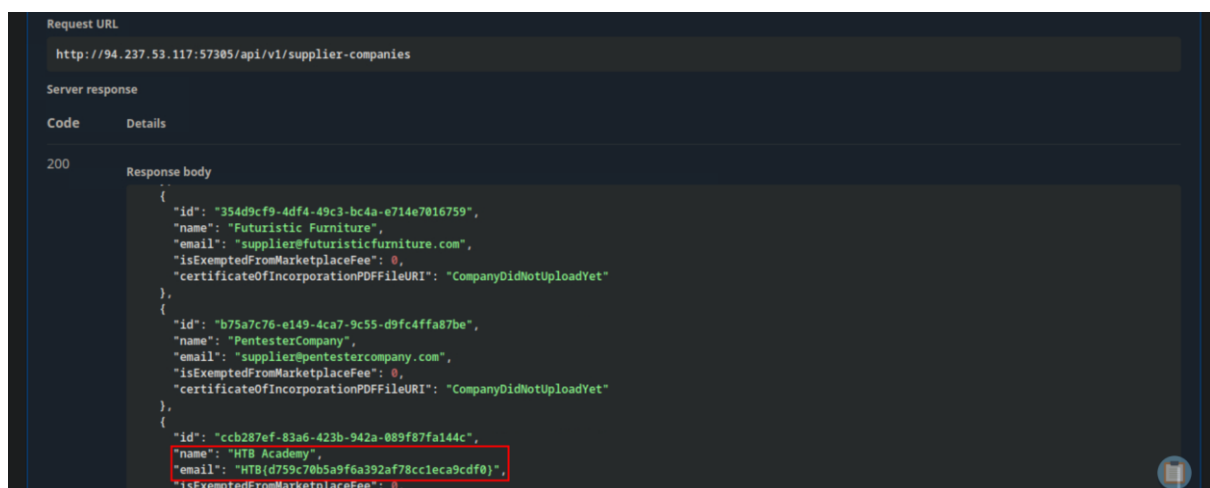 Request URL
http://94.237.53.117:57305/api/v1/supplier-companies
Server response
Code Details
200
Response body
{
"id": "354d9cf9-4df4-49c3-bc4a-e714e7016759",
"name": "Futuristic Furniture",
"email": "supplier@futuristicfurniture.com",
"isExemptedFromMarketplaceFee": 0,
"certificateOfIncorporationPDFFileURI": "CompanyDidNotUploadYet"
},
{
"id": "b75a7c76-e149-4ca7-9c55-d9fc4ffa87be",
"name": "PentesterCompany",
"email": "supplier@pentestercompany.com",
"isExemptedFromMarketplaceFee": 0,
"certificateOfIncorporationPDFFileURI": "CompanyDidNotUploadYet"
},
{
"id": "ccb287ef-83a6-423b-942a-089f87fa144c",
"name": "HTB Academy",
"email": "HTB{d759c70b5a9f6a392af78cc1eca9cdf0}",
"isExemptedFromMarketplaceFee": 0